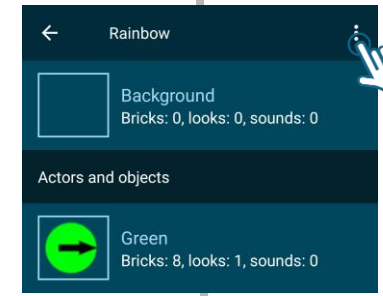 Rainbow
Background
Bricks: 0, looks: 0, sounds: 0
Actors and objects
Green
Bricks: 8, looks: 1, sounds: 0